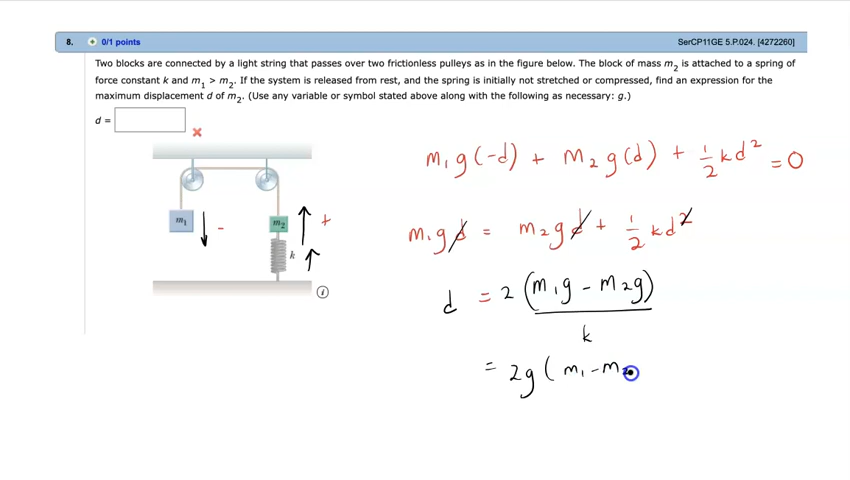 8. + 0/1 points SerCP11GE 5.P.024. [4272260]
Two blocks are connected by a light string that passes over two frictionless pulleys as in the figure below. The block of mass m₂ is attached to a spring of
force constant k and m₁ > m₂. If the system is released from rest, and the spring is initially not stretched or compressed, find an expression for the
maximum displacement d of m₂. (Use any variable or symbol stated above along with the following as necessary: g.)
d =
m₁g(-d) + m₂g(d) + 1/2 kd² = 0
m₁ - m₂ +
k
i
m₁gd = m₂gd + 1/2 kd²
d = 2 (m₁g - m₂g)
k
= 2g (m₁ - m₂